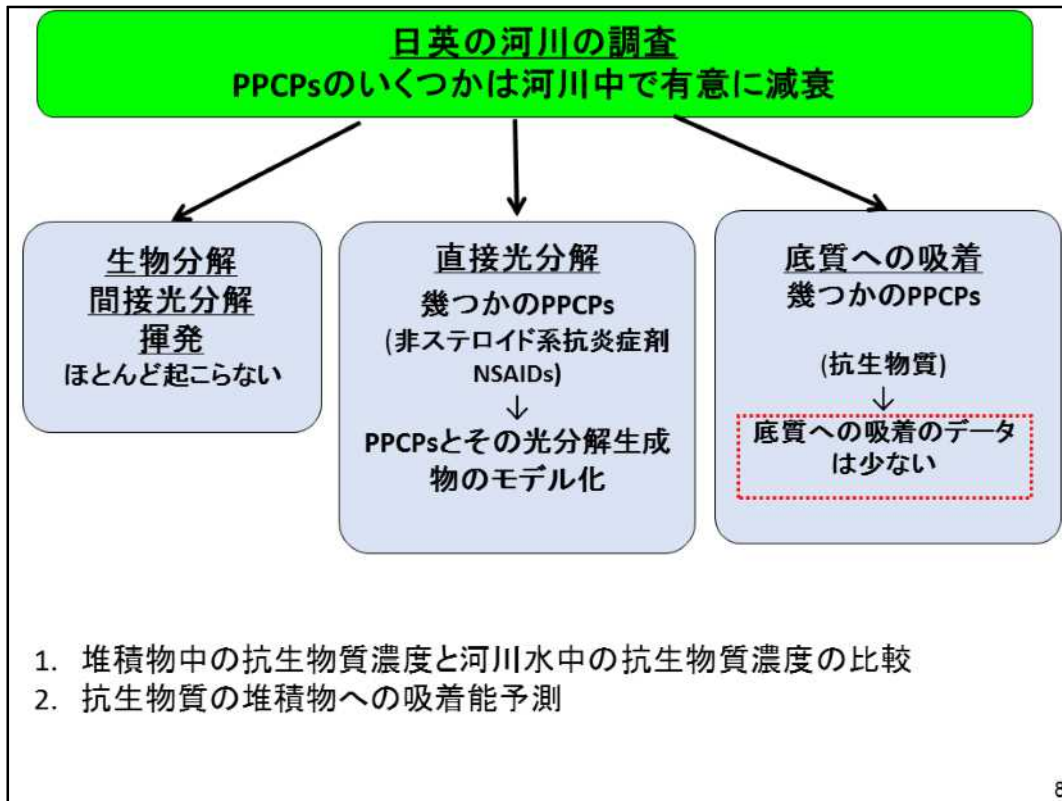 日英の河川の調査
PPCPsのいくつかは河川中で有意に減衰
生物分解
間接光分解
揮発
ほとんど起こらない
直接光分解
幾つかのPPCPs
(非ステロイド系抗炎症剤
NSAIDs)
↓
PPCPsとその光分解生成
物のモデル化
底質への吸着
幾つかのPPCPs
(抗生物質)
↓
底質への吸着のデータ
は少ない
1. 堆積物中の抗生物質濃度と河川水中の抗生物質濃度の比較
2. 抗生物質の堆積物への吸着能予測
8